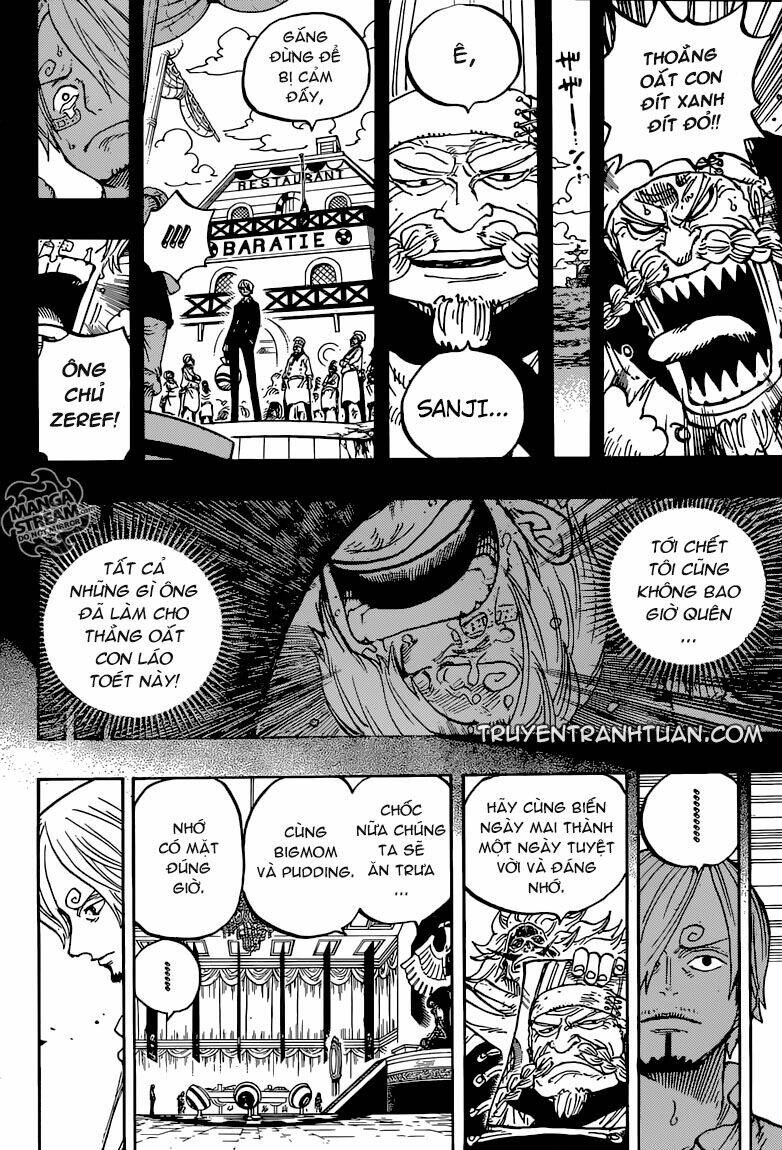 THOẮNG
OẮT CON
ĐÍT XANH
ĐÍT ĐỎ!!
Ê,
SANJI...
GẮNG
ĐỪNG ĐỂ
BỊ CẢM
ĐẤY,
RESTAURANT
BARATIE
!!!
ÔNG
CHỦ
ZEREF!
MANGA
STREAM
DO NOT MIRROR
TỚI CHẾT
TÔI CŨNG
KHÔNG BAO
GIỜ QUÊN
...
TẤT CẢ
NHỮNG GÌ ÔNG
ĐÃ LÀM CHO
THẰNG OẮT
CON LÁO
TOÉT NÀY!
TRUYENTRANHTUAN.COM
..........
HÃY CÙNG BIẾN
NGÀY MAI THÀNH
MỘT NGÀY TUYỆT
VỜI VÀ ĐÁNG
NHỚ.
CHỐC
NỮA CHÚNG
TA SẼ
ĂN TRƯA
...
CÙNG
BIGMOM
VÀ PUDDING.
NHỚ
CÓ MẶT
ĐÚNG
GIỜ.
........